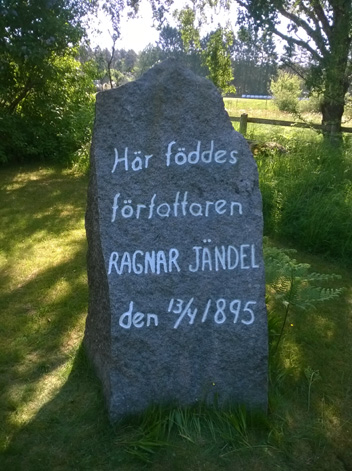 Här föddes
författaren
RAGNAR JÄNDEL
den 13/4 1895